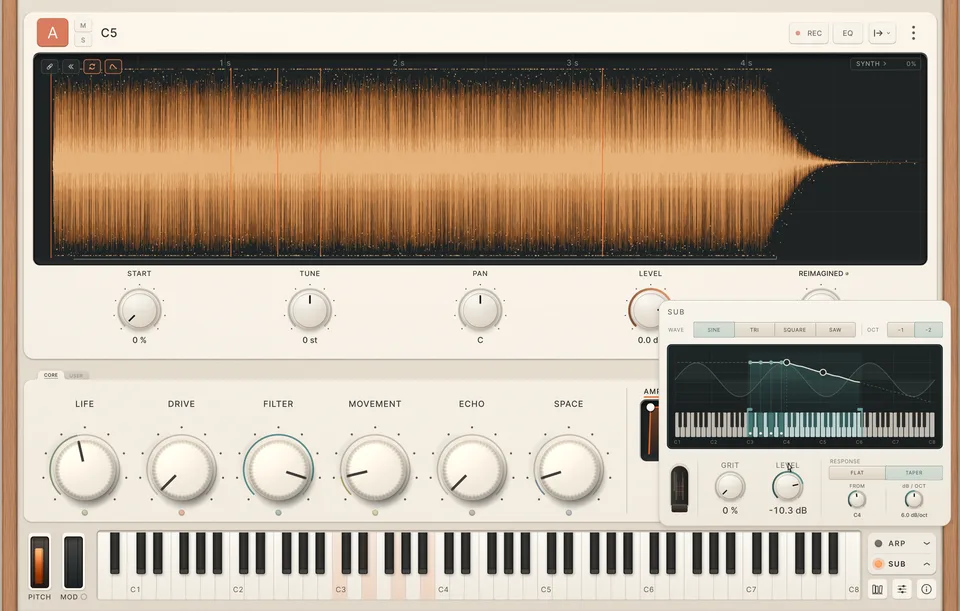 A
M
S
C5
REC
EQ
1 s
2 s
3 s
4 s
SYNTH
0%
START
TUNE
PAN
LEVEL
REIMAGINED
0 %
0 st
C
0.0 d
SUB
WAVE
SINE
TRI
SQUARE
SAW
OCT
-1
-2
C1
C2
C3
C4
C5
C6
C7
C8
GRIT
LEVEL
0 %
-10.3 dB
RESPONSE
FLAT
TAPER
FROM
dB / OCT
C4
6.0 dB/oct
CORE
USER
LIFE
DRIVE
FILTER
MOVEMENT
ECHO
SPACE
AMP
PITCH
MOD
C1
C2
C3
C4
C5
C6
C7
C8
ARP
SUB